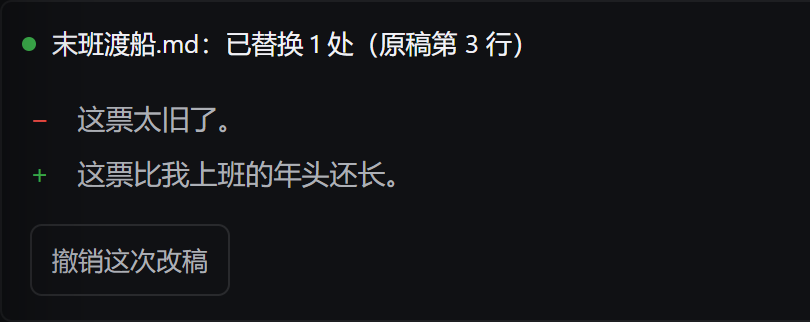 末班渡船.md：已替换 1 处（原稿第 3 行）
− 这票太旧了。
+ 这票比我上班的年头还长。
撤销这次改稿